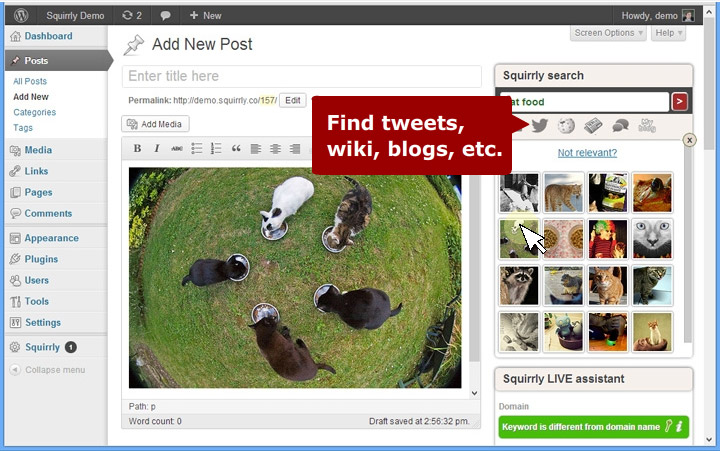 Squirrly Demo
2
+ New
Howdy, demo
Dashboard
Posts
All Posts
Add New
Categories
Tags
Media
Links
Pages
Comments
Appearance
Plugins
Users
Tools
Settings
Squirrly 1
Collapse menu
Screen Options
Help
Add New Post
Enter title here
Permalink: http://demo.squirrly.co/157/ Edit
Add Media
B I ABC
Path: p
Word count: 0
Draft saved at 2:56:32 pm.
Find tweets,
wiki, blogs, etc.
Squirrly search
at food
>
Not relevant?
x
Squirrly LIVE assistant
Domain
Keyword is different from domain name